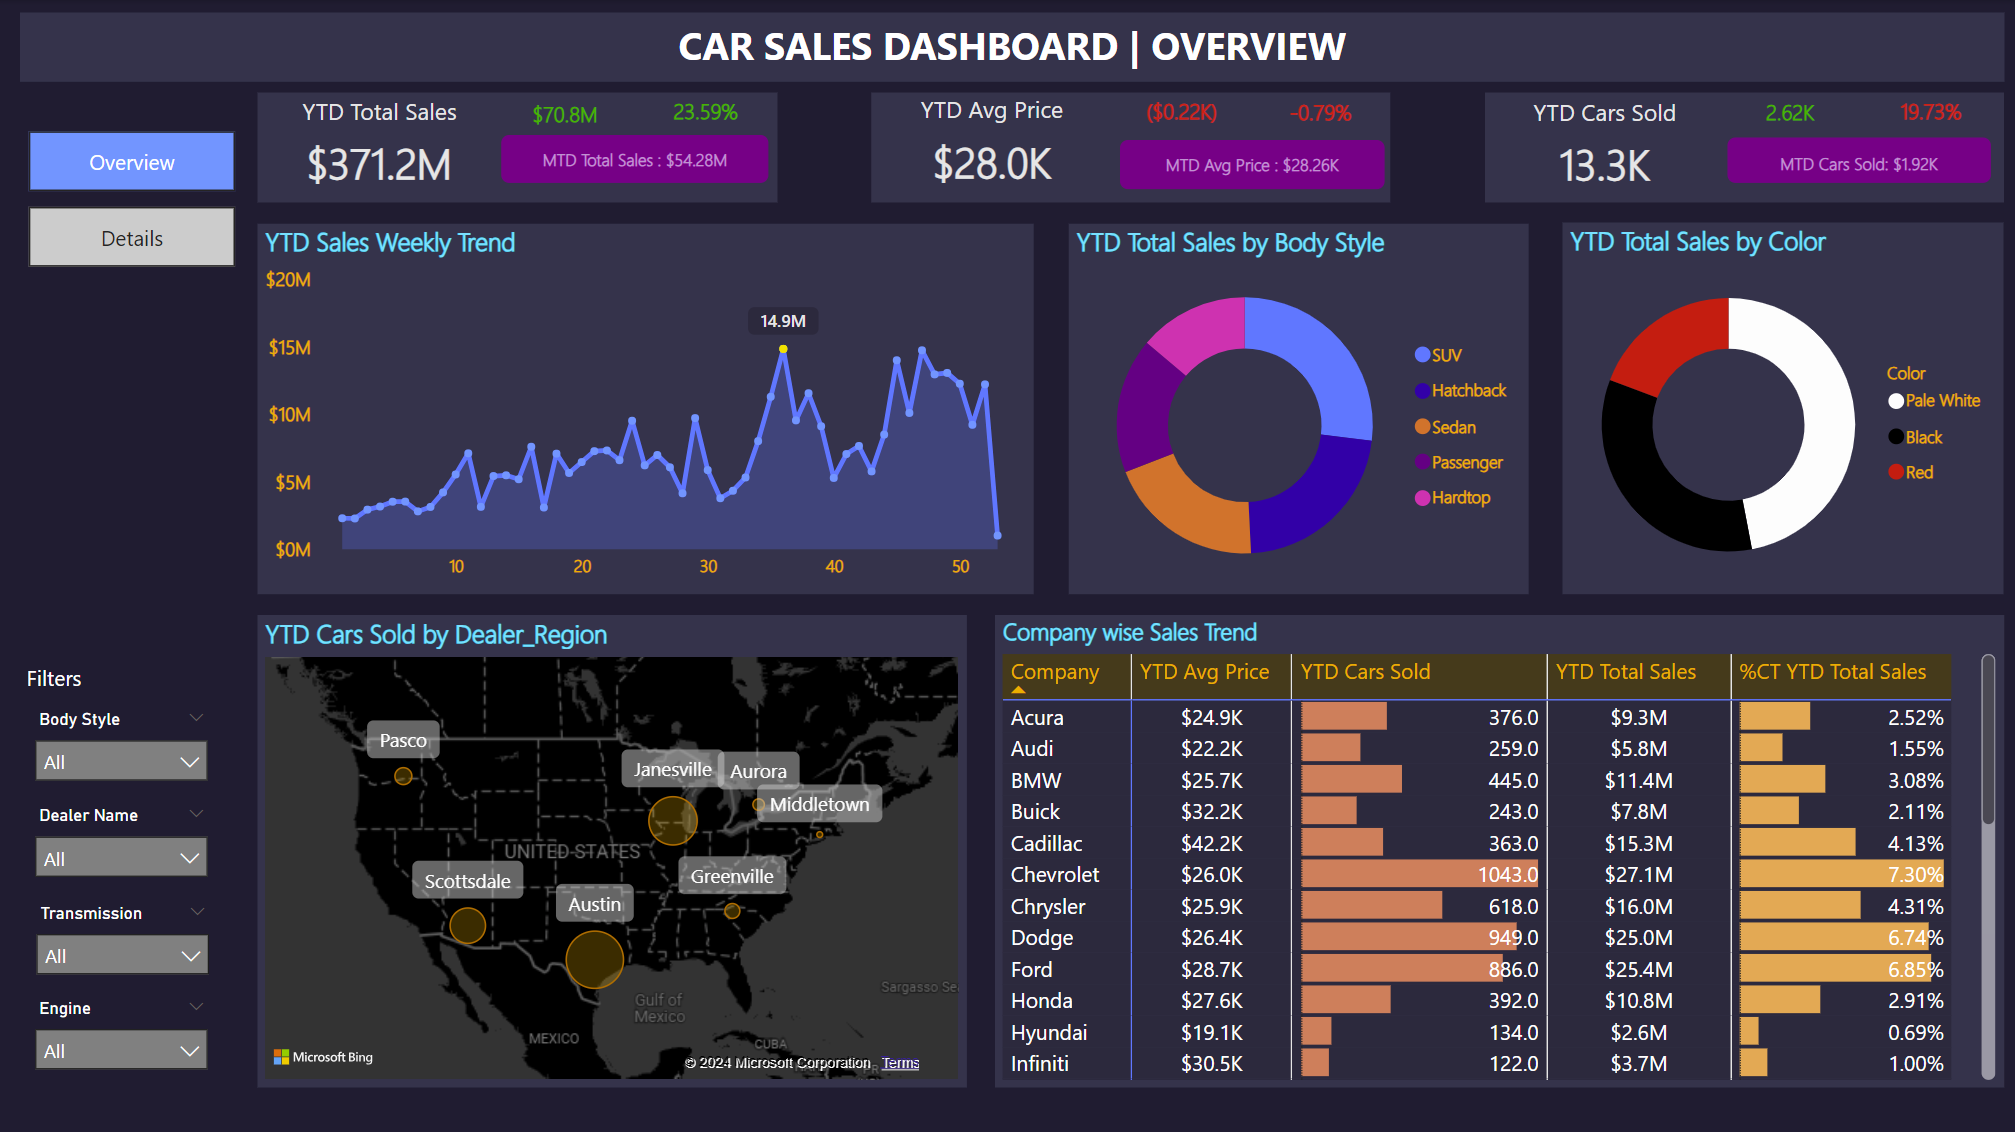 CAR SALES DASHBOARD | OVERVIEW
Overview
Details
YTD Total Sales
$70.8M
23.59%
$371.2M
MTD Total Sales : $54.28M
YTD Avg Price
($0.22K)
-0.79%
$28.0K
MTD Avg Price : $28.26K
YTD Cars Sold
2.62K
19.73%
13.3K
MTD Cars Sold: $1.92K
YTD Sales Weekly Trend
$20M
$15M
$10M
$5M
$0M
14.9M
10 20 30 40 50
YTD Total Sales by Body Style
SUV
Hatchback
Sedan
Passenger
Hardtop
YTD Total Sales by Color
Color
Pale White
Black
Red
Filters
Body Style
All
Dealer Name
All
Transmission
All
Engine
All
YTD Cars Sold by Dealer_Region
Pasco
Janesville
Aurora
Middletown
UNITED STATES
Scottsdale
Greenville
Austin
Sargasso Sea
Gulf of
Mexico
MEXICO
CUBA
Microsoft Bing
© 2024 Microsoft Corporation Terms
Company wise Sales Trend
Company YTD Avg Price YTD Cars Sold YTD Total Sales %CT YTD Total Sales
Acura $24.9K 376.0 $9.3M 2.52%
Audi $22.2K 259.0 $5.8M 1.55%
BMW $25.7K 445.0 $11.4M 3.08%
Buick $32.2K 243.0 $7.8M 2.11%
Cadillac $42.2K 363.0 $15.3M 4.13%
Chevrolet $26.0K 1043.0 $27.1M 7.30%
Chrysler $25.9K 618.0 $16.0M 4.31%
Dodge $26.4K 949.0 $25.0M 6.74%
Ford $28.7K 886.0 $25.4M 6.85%
Honda $27.6K 392.0 $10.8M 2.91%
Hyundai $19.1K 134.0 $2.6M 0.69%
Infiniti $30.5K 122.0 $3.7M 1.00%